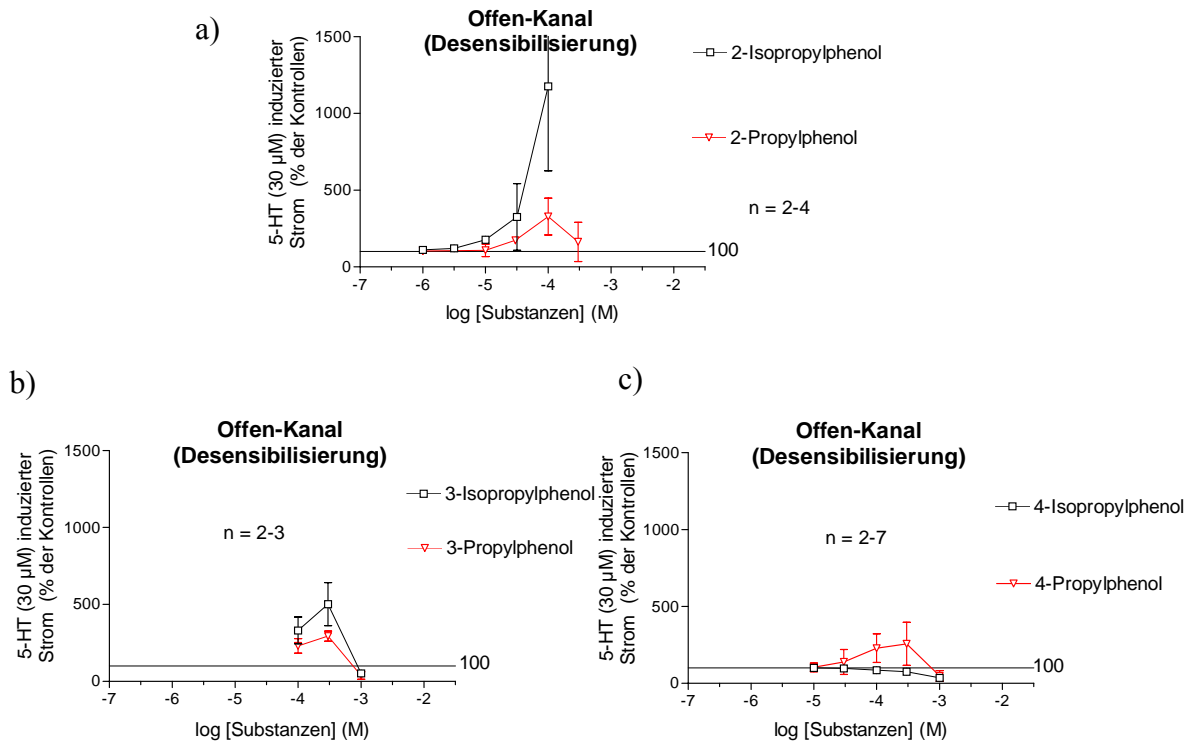 a)
Offen-Kanal
(Desensibilisierung)
5-HT (30 µM) induzierter
Strom (% der Kontrollen)
1500
1000
500
0
2-Isopropylphenol
2-Propylphenol
n = 2-4
100
-7 -6 -5 -4 -3 -2
log [Substanzen] (M)
b)
Offen-Kanal
(Desensibilisierung)
5-HT (30 µM) induzierter
Strom (% der Kontrollen)
1500
1000
500
0
3-Isopropylphenol
n = 2-3
3-Propylphenol
100
-7 -6 -5 -4 -3 -2
log [Substanzen] (M)
c)
Offen-Kanal
(Desensibilisierung)
5-HT (30 µM) induzierter
Strom (% der Kontrollen)
1500
1000
500
0
4-Isopropylphenol
n = 2-7
4-Propylphenol
100
-7 -6 -5 -4 -3 -2
log [Substanzen] (M)